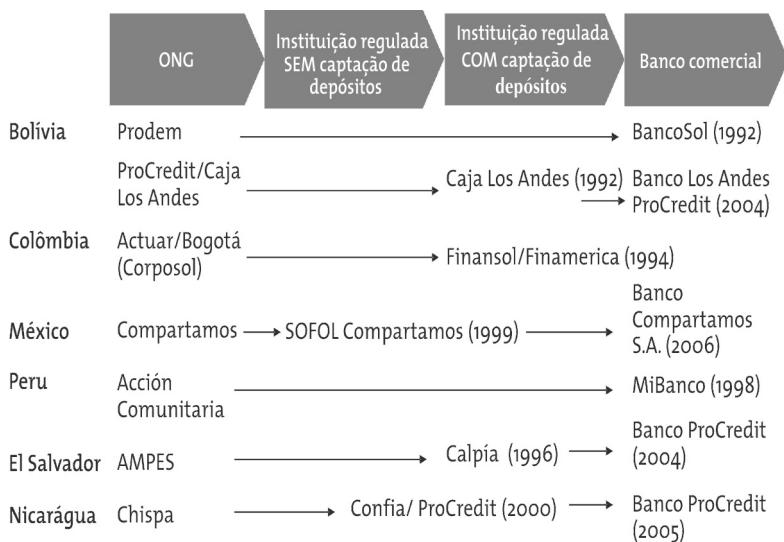 ONG
Instituição regulada
SEM captação de
depósitos
Instituição regulada
COM captação de
depósitos
Banco comercial
Bolívia
Prodem
BancoSol (1992)
ProCredit/Caja
Los Andes
Caja Los Andes (1992)
Banco Los Andes
ProCredit (2004)
Colômbia
Actuar/Bogotá
(Corposol)
Finansol/Finamerica (1994)
México
Compartamos
SOFOL Compartamos (1999)
Banco
Compartamos
S.A. (2006)
Peru
Acción
Comunitaria
MiBanco (1998)
El Salvador
AMPES
Calpía (1996)
Banco ProCredit
(2004)
Nicarágua
Chispa
Confia/ ProCredit (2000)
Banco ProCredit
(2005)